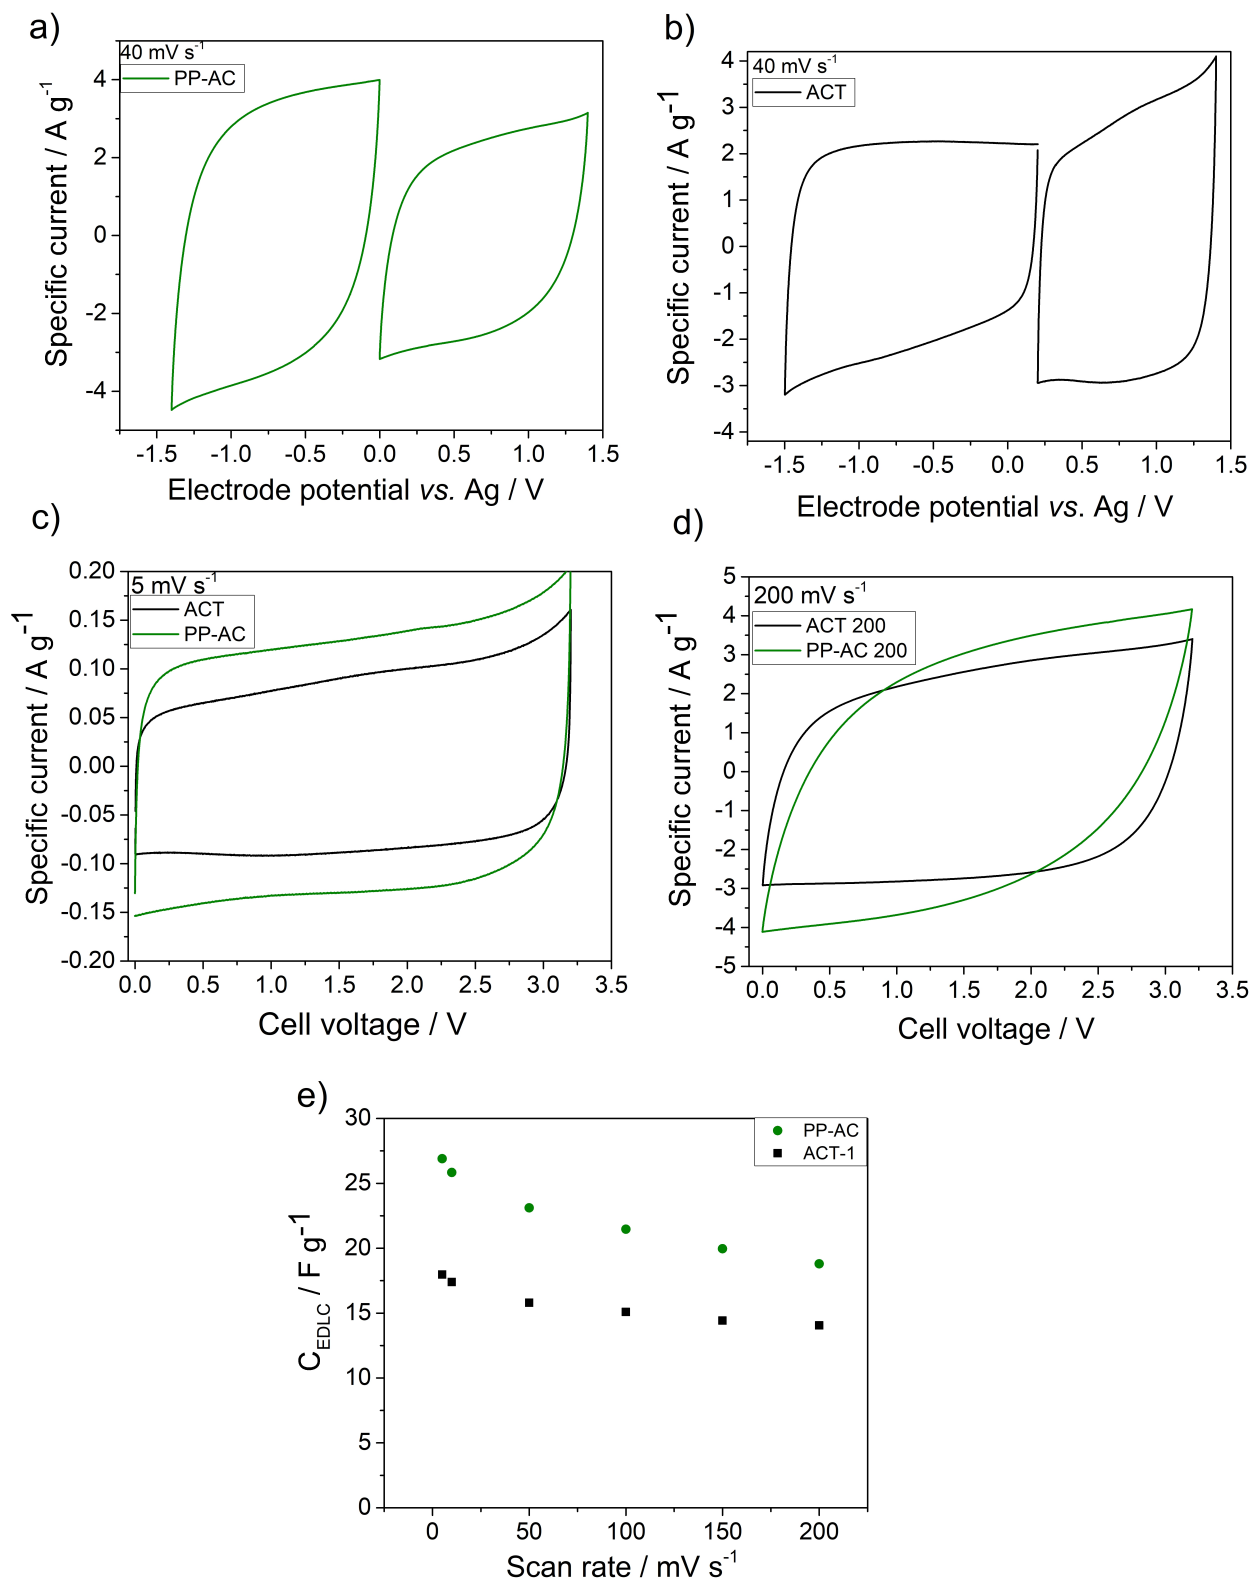 a)
40 mV s⁻¹
PP-AC
4
2
0
-2
-4
-1.5 -1.0 -0.5 0.0 0.5 1.0 1.5
Specific current / A g⁻¹
Electrode potential vs. Ag / V
b)
40 mV s⁻¹
ACT
4
3
2
1
0
-1
-2
-3
-4
-1.5 -1.0 -0.5 0.0 0.5 1.0 1.5
Specific current / A g⁻¹
Electrode potential vs. Ag / V
c)
5 mV s⁻¹
ACT
PP-AC
0.20
0.15
0.10
0.05
0.00
-0.05
-0.10
-0.15
-0.20
0.0 0.5 1.0 1.5 2.0 2.5 3.0 3.5
Specific current / A g⁻¹
Cell voltage / V
d)
200 mV s⁻¹
ACT 200
PP-AC 200
5
4
3
2
1
0
-1
-2
-3
-4
-5
0.0 0.5 1.0 1.5 2.0 2.5 3.0 3.5
Specific current / A g⁻¹
Cell voltage / V
e)
PP-AC
ACT-1
30
25
20
15
10
5
0
0 50 100 150 200
C_EDLC / F g⁻¹
Scan rate / mV s⁻¹